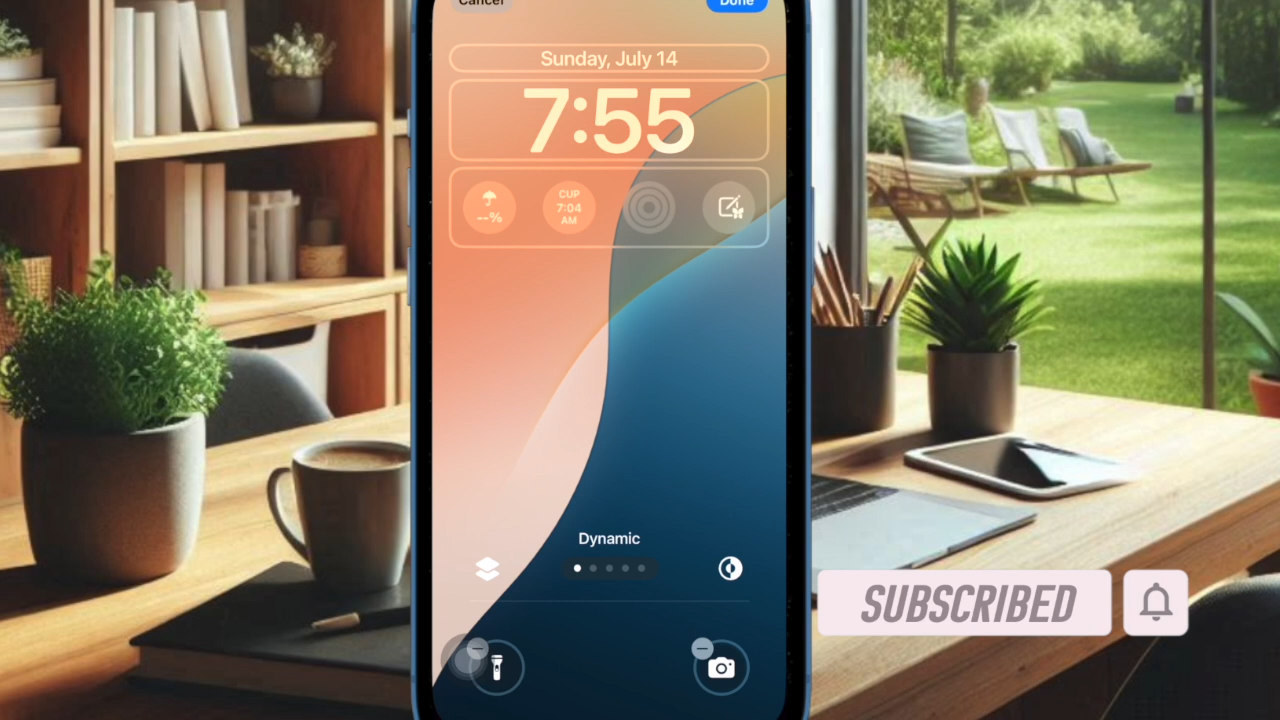 Cancel
Done
Sunday, July 14
7:55
--%
CUP
7:04
AM
Dynamic
SUBSCRIBED